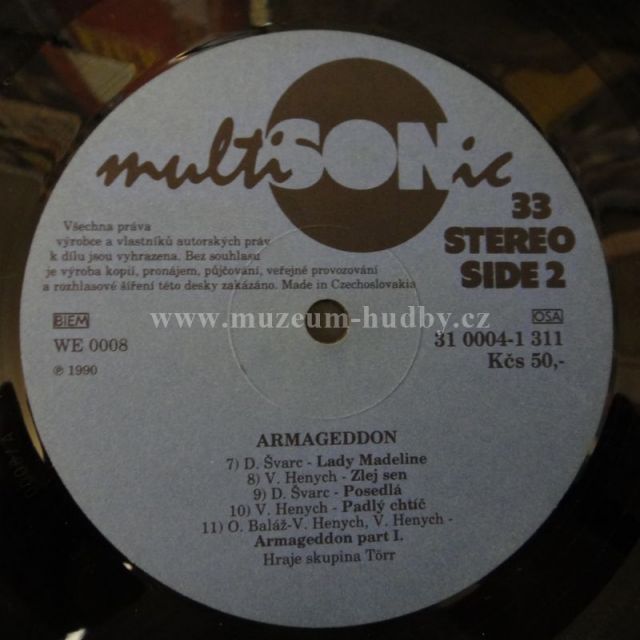 multiSONic
33
STEREO
SIDE 2
Všechna práva
výrobce a vlastníků autorských práv
k dílu jsou vyhrazena. Bez souhlasu
je výroba kopií, pronájem, půjčování, veřejné provozování
a rozhlasové šíření této desky zakázáno. Made in Czechoslovakia
BIEM
OSA
www.muzeum-hudby.cz
WE 0008
31 0004-1 311
℗ 1990
Kčs 50,-
ARMAGEDDON
7) D. Švarc - Lady Madeline
8) V. Henych - Zlej sen
9) D. Švarc - Posedlá
10) V. Henych - Padlý chtíč
11) O. Baláž-V. Henych, V. Henych -
Armageddon part I.
Hraje skupina Törr